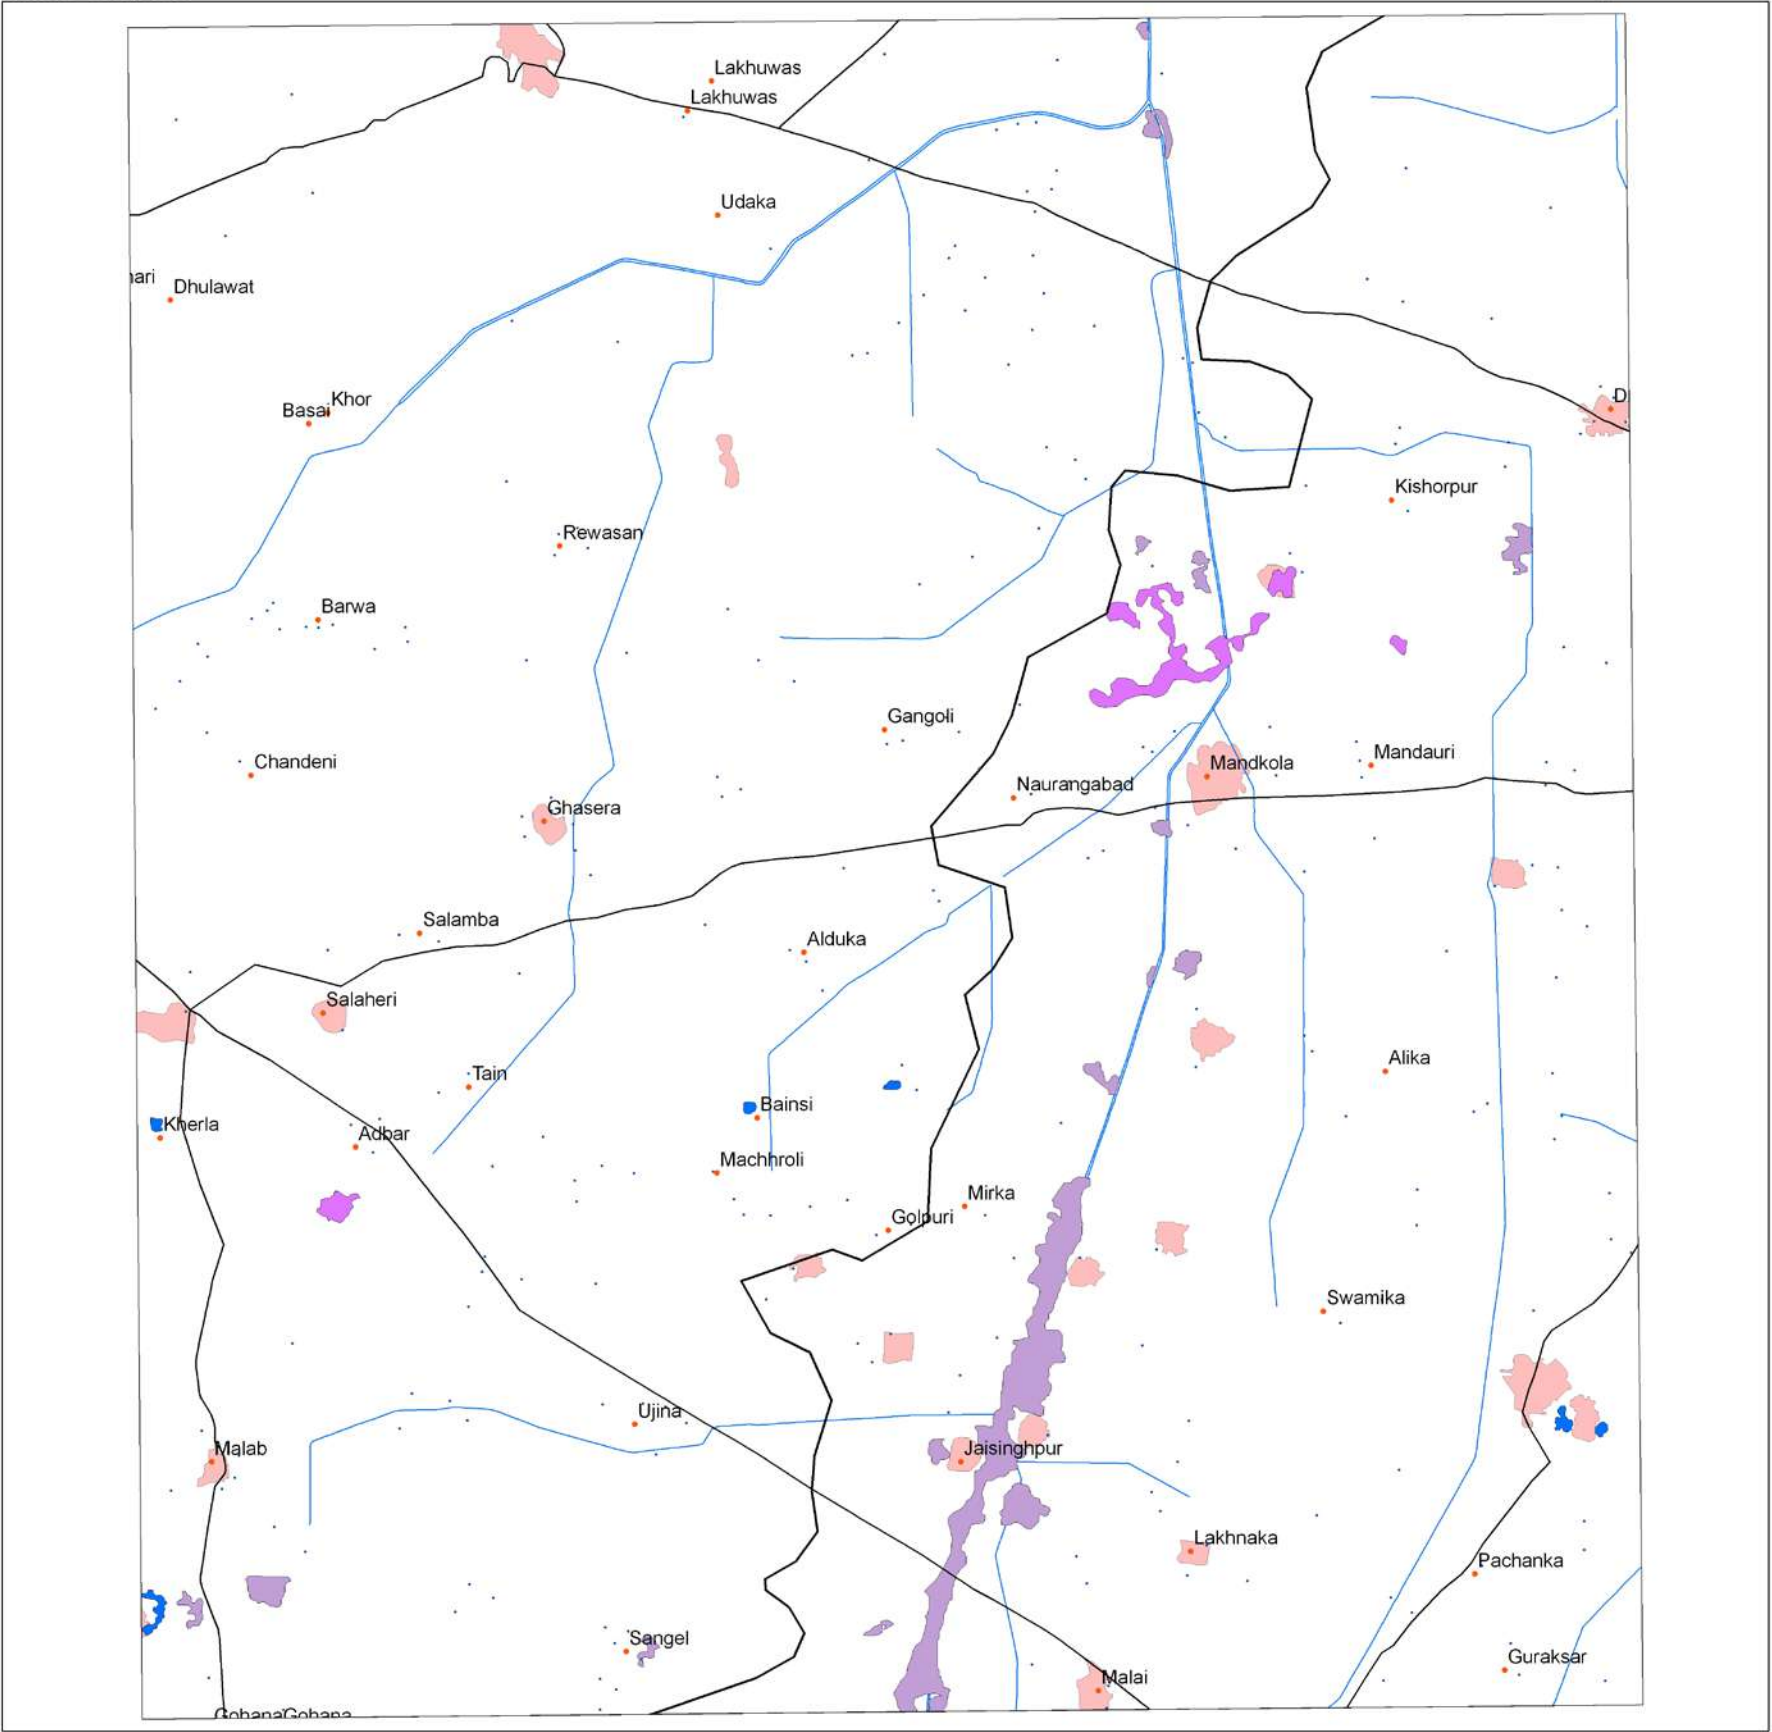 Lakhuwas
Lakhuwas
Udaka
Dhulawat
Khor
Basai
D
Kishorpur
Rewasan
Barwa
Gangoli
Mandauri
Chandeni
Mandkola
Naurangabad
Ghasera
Salamba
Alduka
Salaheri
Alika
Tain
Bainsi
Kherla
Adbar
Machhroli
Mirka
Golpuri
Swamika
Ujina
Malab
Jaisinghpur
Lakhnaka
Pachanka
Sangel
Guraksar
Malai
GohanaGohana